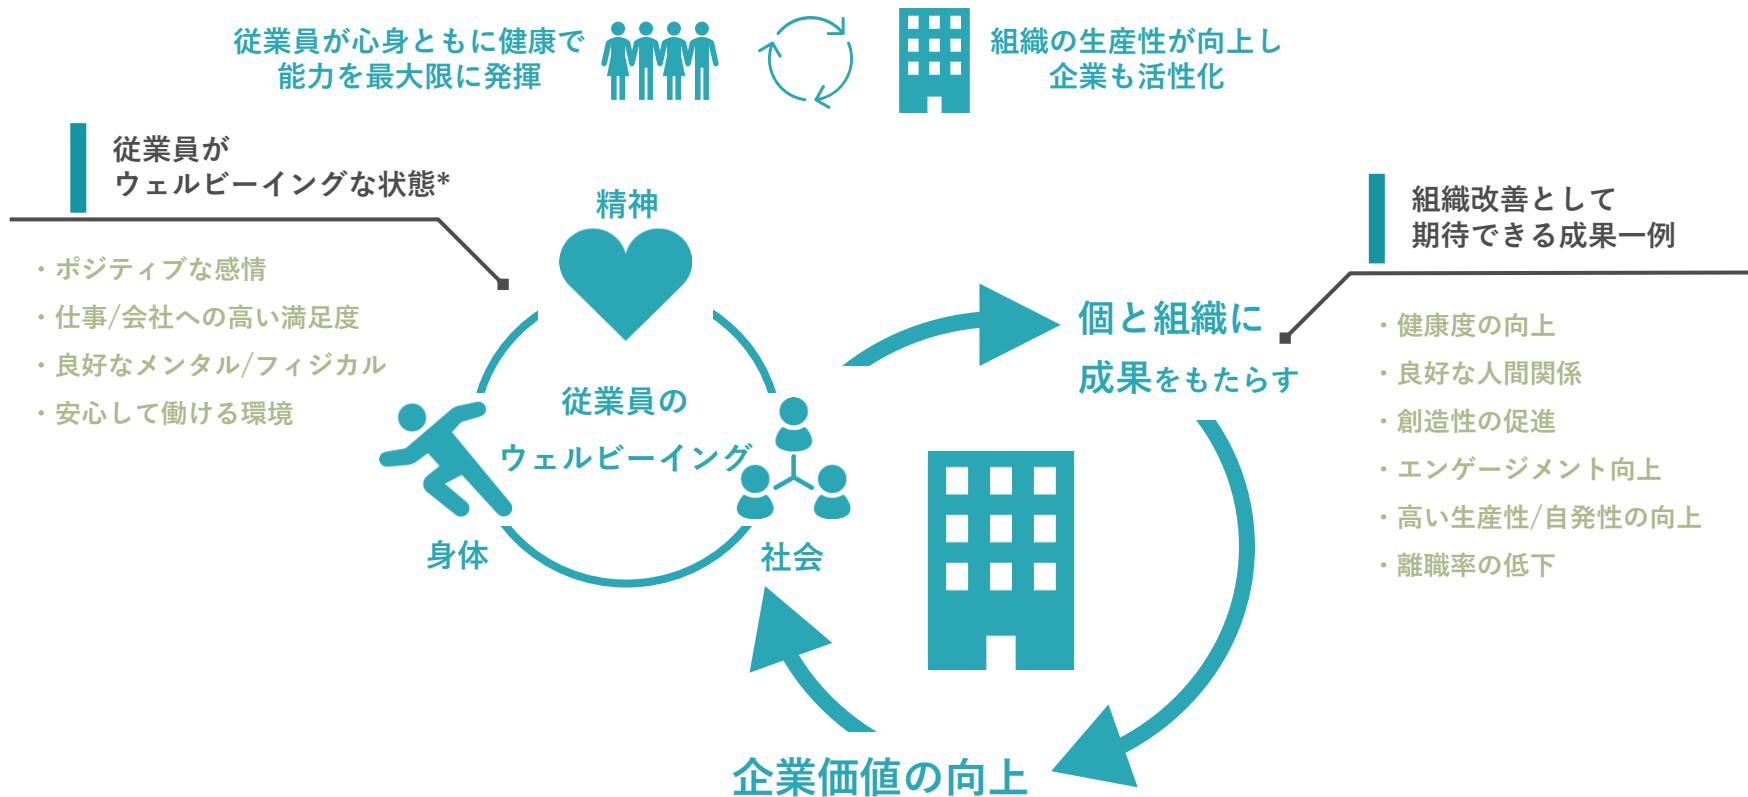 従業員が心身ともに健康で
能力を最大限に発揮
組織の生産性が向上し
企業も活性化
従業員が
ウェルビーイングな状態*
・ポジティブな感情
・仕事/会社への高い満足度
・良好なメンタル/フィジカル
・安心して働ける環境
精神
従業員の
ウェルビーイング
身体
社会
個と組織に
成果をもたらす
企業価値の向上
組織改善として
期待できる成果一例
・健康度の向上
・良好な人間関係
・創造性の促進
・エンゲージメント向上
・高い生産性/自発性の向上
・離職率の低下